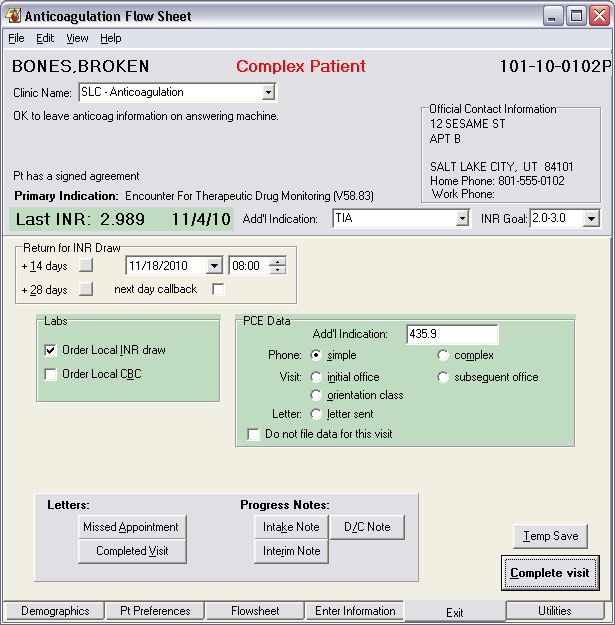 Anticoagulation Flow Sheet
File Edit View Help
BONES,BROKEN Complex Patient 101-10-0102P
Clinic Name: SLC - Anticoagulation
OK to leave anticoag information on answering machine.
Official Contact Information
12 SESAME ST
APT B
SALT LAKE CITY, UT 84101
Home Phone: 801-555-0102
Work Phone:
Pt has a signed agreement
Primary Indication: Encounter For Therapeutic Drug Monitoring (V58.83)
Last INR: 2.989 11/4/10 Add'l Indication: TIA INR Goal: 2.0-3.0
Return for INR Draw
+ 14 days 11/18/2010 08:00
+ 28 days next day callback
Labs
Order Local INR draw
Order Local CBC
PCE Data
Add'l Indication: 435.9
Phone: simple complex
Visit: initial office subseguent office
orientation class
Letter: letter sent
Do not file data for this visit
Letters: Progress Notes:
Missed Appointment Intake Note D/C Note
Completed Visit Interim Note
Temp Save
Complete visit
Demographics Pt Preferences Flowsheet Enter Information Exit Utilities